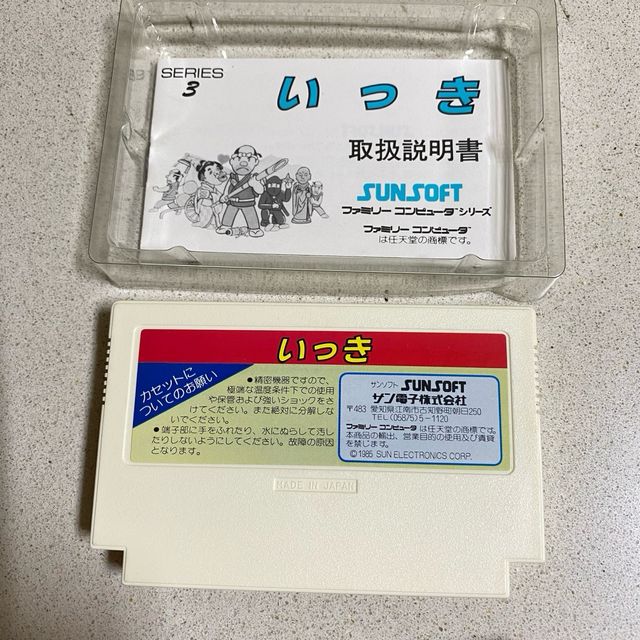 SERIES
3
いっき
取扱説明書
SUNSOFT
ファミリー コンピュータ™シリーズ
ファミリー コンピュータ
は任天堂の商標です。
いっき
カセットに
ついてのお願い
●精密機器ですので、
極端な温度条件下での使用
や保管および強いショックをさ
けてください。また絶対に分解しな
いでください。
●端子部に手をふれたり、水にぬらして汚し
たりしないようにしてください。故障の原因
となります。
サンソフト SUNSOFT
サン電子株式会社
〒483 愛知県江南市古知野町朝日250
TEL(05875)5-1120
ファミリー コンピュータ は任天堂の商標です。
本商品の輸出、営業目的の使用及び賃貸
を禁じます。
©1985 SUN ELECTRONICS CORP.
MADE IN JAPAN